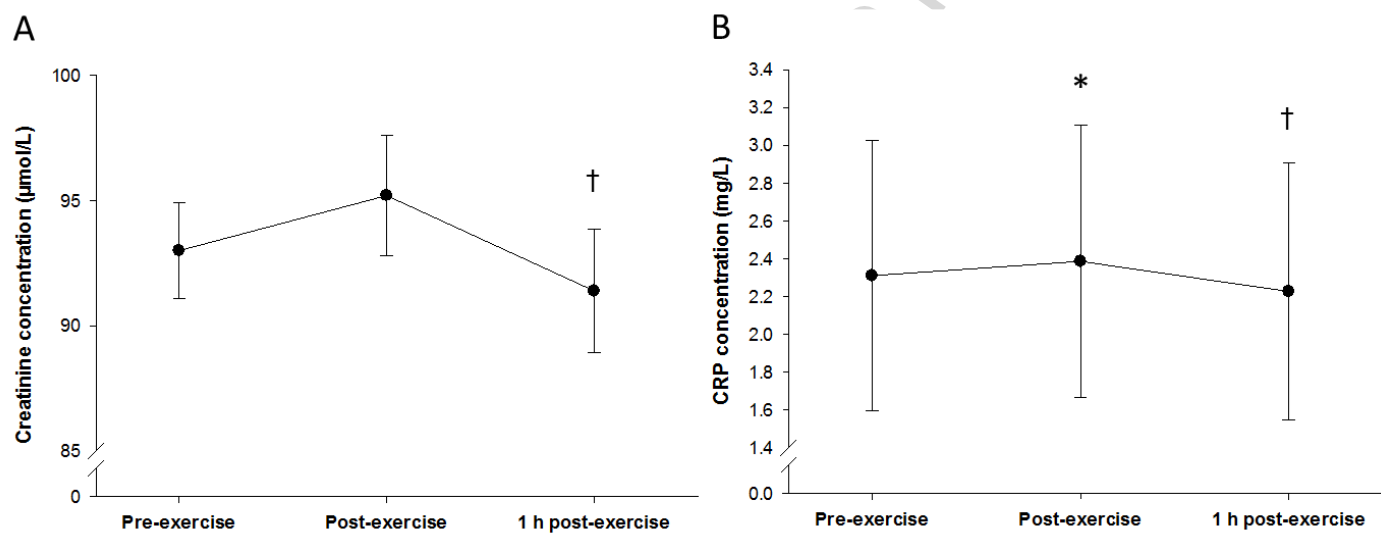 A
Creatinine concentration (µmol/L)
100
95
90
85
0
†
Pre-exercise
Post-exercise
1 h post-exercise
B
CRP concentration (mg/L)
3.4
3.2
3.0
2.8
2.6
2.4
2.2
2.0
1.8
1.6
1.4
0.0
*
†
Pre-exercise
Post-exercise
1 h post-exercise